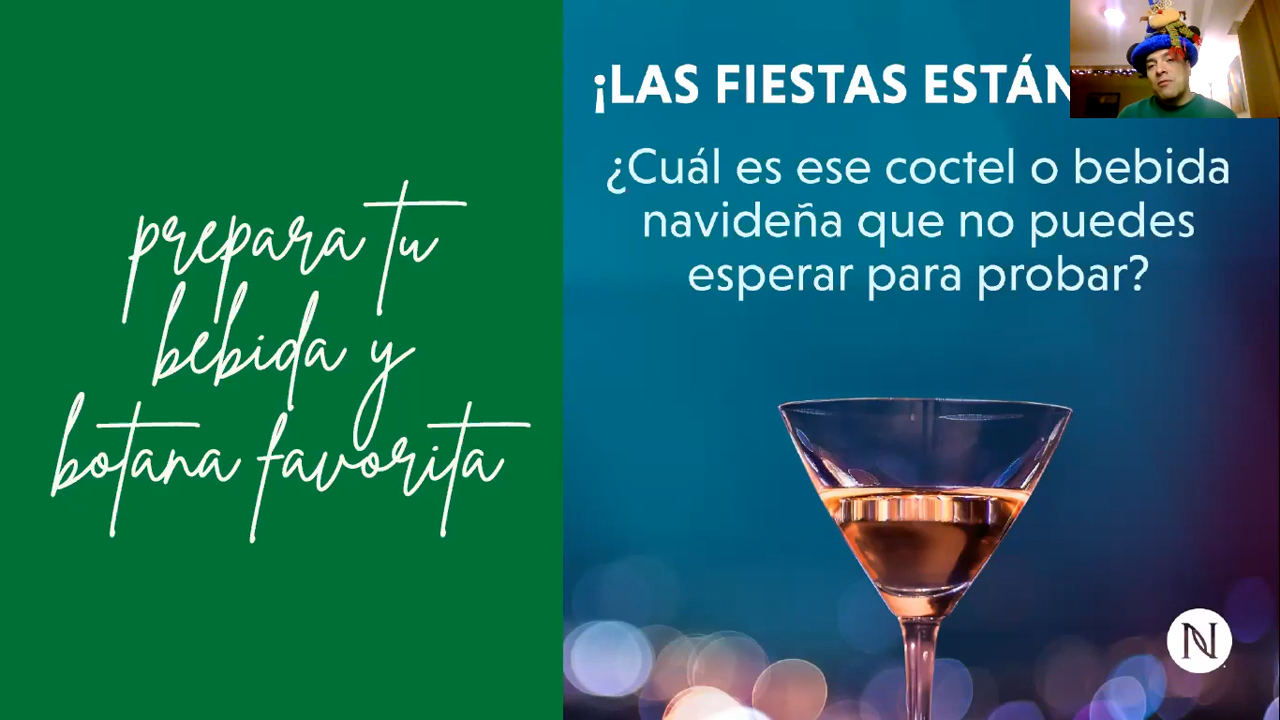 prepara tu
bebida y
botana favorita
¡LAS FIESTAS ESTÁN
¿Cuál es ese coctel o bebida
navideña que no puedes
esperar para probar?
N